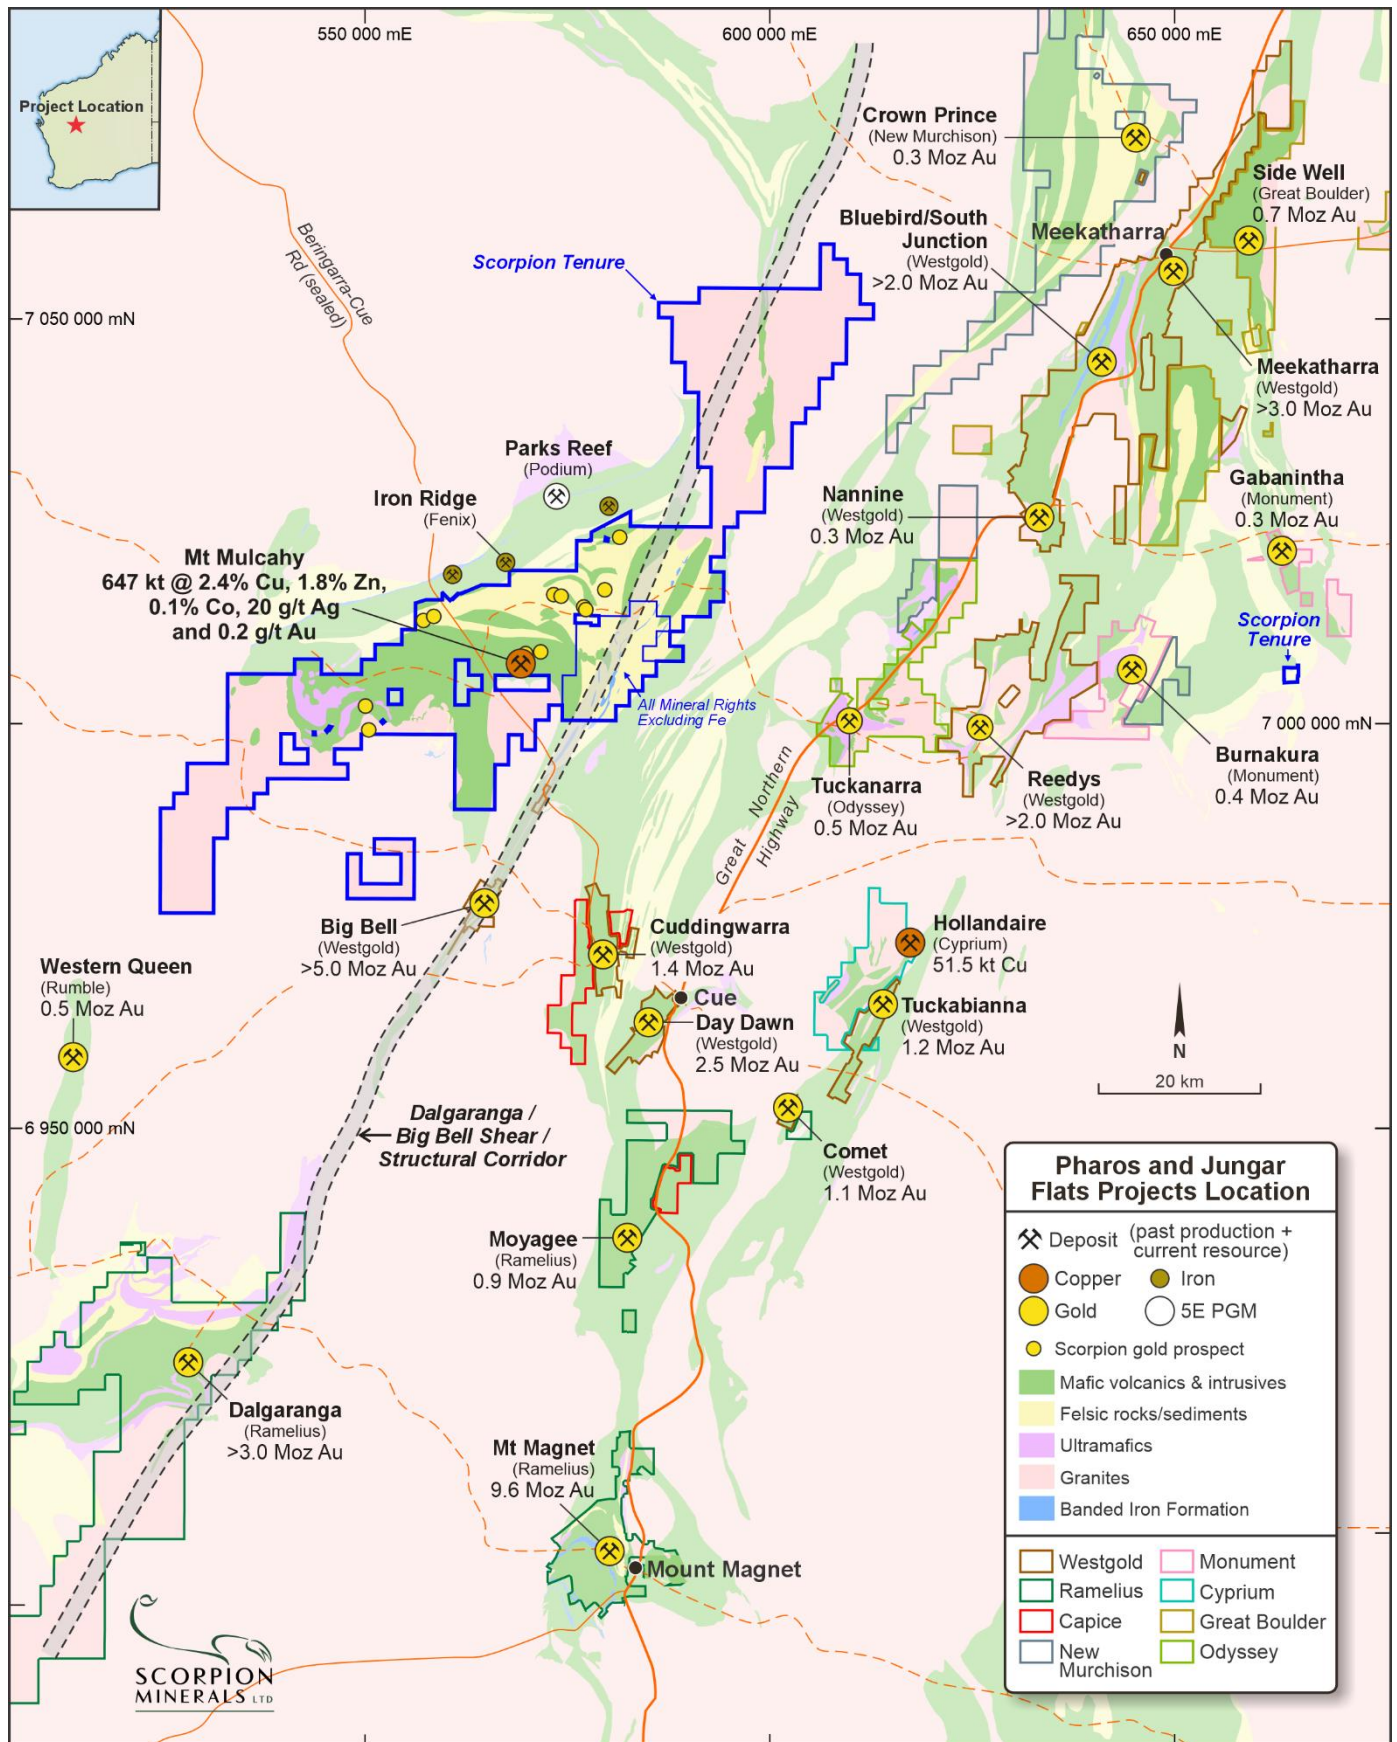 550 000 mE
600 000 mE
650 000 mE
Project Location
Crown Prince
(New Murchison)
0.3 Moz Au
Side Well
(Great Boulder)
0.7 Moz Au
Bluebird/South
Junction
(Westgold)
>2.0 Moz Au
Meekatharra
Beringarra-Cue
Rd (sealed)
Scorpion Tenure
7 050 000 mN
Meekatharra
(Westgold)
>3.0 Moz Au
Parks Reef
(Podium)
Iron Ridge
(Fenix)
Nannine
(Westgold)
0.3 Moz Au
Gabanintha
(Monument)
0.3 Moz Au
Mt Mulcahy
647 kt @ 2.4% Cu, 1.8% Zn,
0.1% Co, 20 g/t Ag
and 0.2 g/t Au
Scorpion
Tenure
All Mineral Rights
Excluding Fe
7 000 000 mN
Great Northern
Highway
Tuckanarra
(Odyssey)
0.5 Moz Au
Reedys
(Westgold)
>2.0 Moz Au
Burnakura
(Monument)
0.4 Moz Au
Big Bell
(Westgold)
>5.0 Moz Au
Cuddingwarra
(Westgold)
1.4 Moz Au
Hollandaire
(Cyprium)
51.5 kt Cu
Western Queen
(Rumble)
0.5 Moz Au
Cue
Day Dawn
(Westgold)
2.5 Moz Au
Tuckabianna
(Westgold)
1.2 Moz Au
N
20 km
6 950 000 mN
Dalgaranga /
Big Bell Shear /
Structural Corridor
Comet
(Westgold)
1.1 Moz Au
Moyagee
(Ramelius)
0.9 Moz Au
Dalgaranga
(Ramelius)
>3.0 Moz Au
Mt Magnet
(Ramelius)
9.6 Moz Au
Mount Magnet
SCORPION
MINERALS LTD
Pharos and Jungar
Flats Projects Location
Deposit (past production +
current resource)
Copper
Iron
Gold
5E PGM
Scorpion gold prospect
Mafic volcanics & intrusives
Felsic rocks/sediments
Ultramafics
Granites
Banded Iron Formation
Westgold
Monument
Ramelius
Cyprium
Capice
Great Boulder
New
Murchison
Odyssey